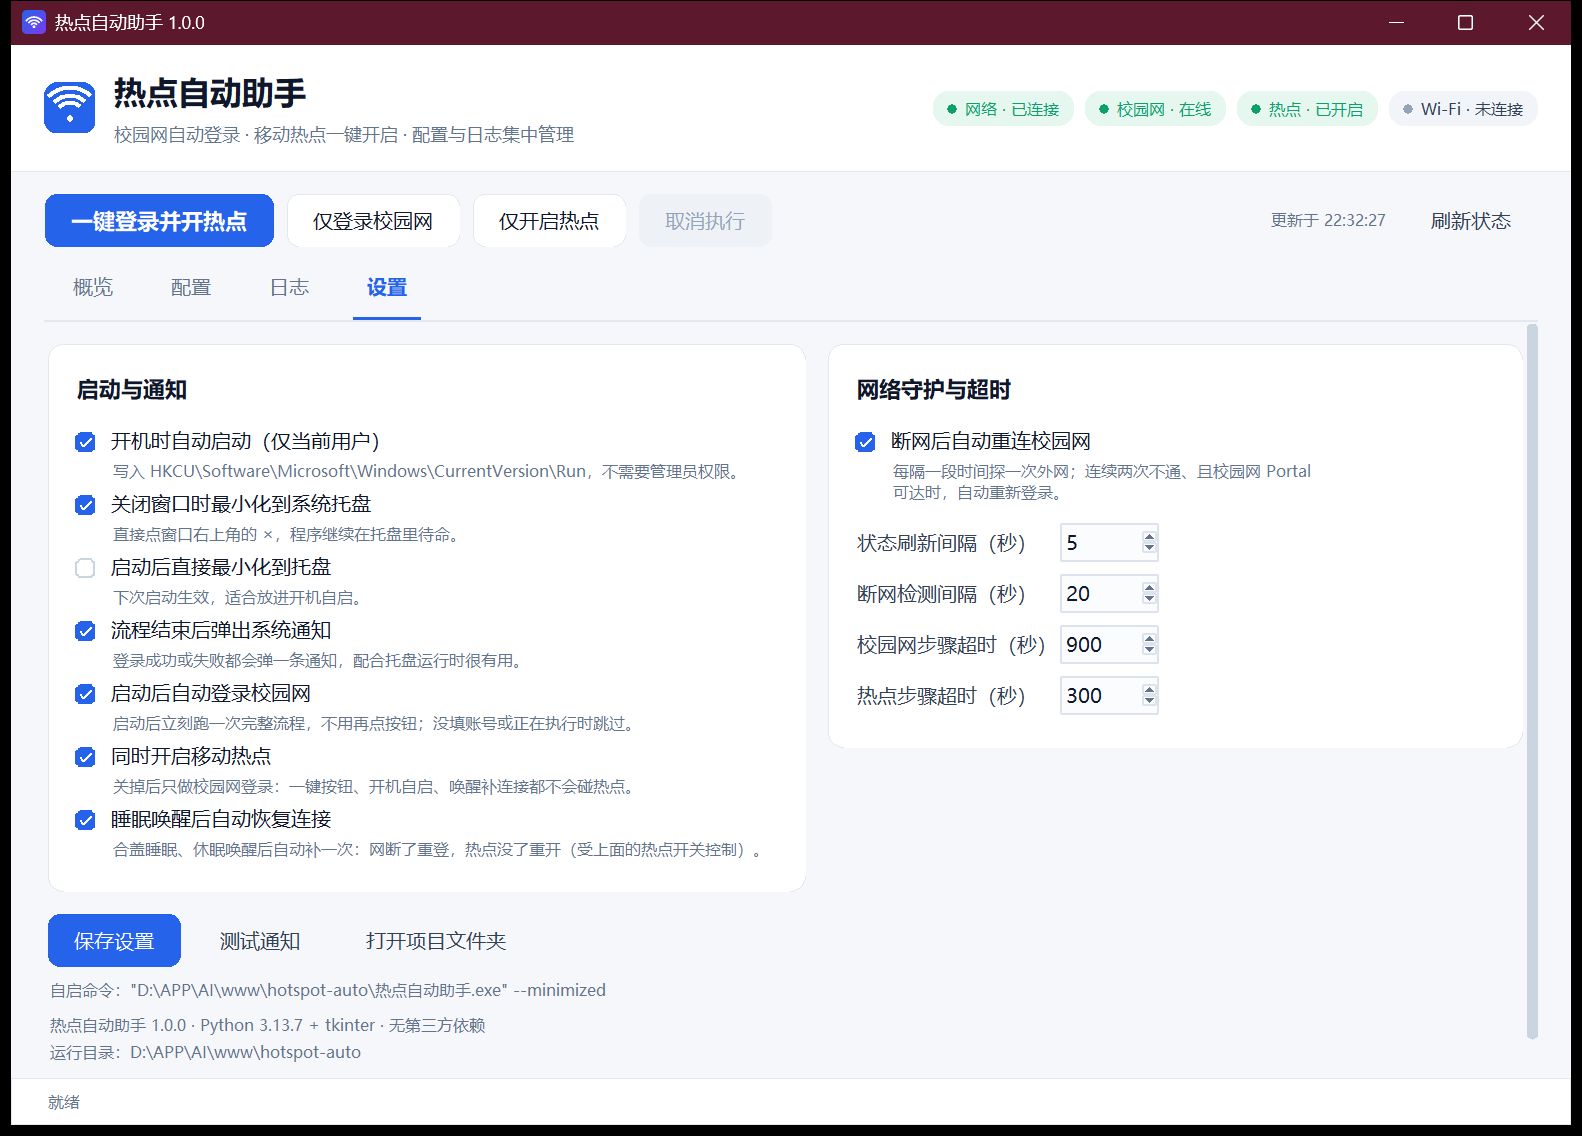 热点自动助手 1.0.0
热点自动助手
校园网自动登录 · 移动热点一键开启 · 配置与日志集中管理
网络 · 已连接
校园网 · 在线
热点 · 已开启
Wi-Fi · 未连接
一键登录并开热点
仅登录校园网
仅开启热点
取消执行
更新于 22:32:27
刷新状态
概览
配置
日志
设置
启动与通知
开机时自动启动（仅当前用户）
写入 HKCU\Software\Microsoft\Windows\CurrentVersion\Run，不需要管理员权限。
关闭窗口时最小化到系统托盘
直接点窗口右上角的 ×，程序继续在托盘里待命。
启动后直接最小化到托盘
下次启动生效，适合放进开机自启。
流程结束后弹出系统通知
登录成功或失败都会弹一条通知，配合托盘运行时很有用。
启动后自动登录校园网
启动后立刻跑一次完整流程，不用再点按钮；没填账号或正在执行时跳过。
同时开启移动热点
关掉后只做校园网登录：一键按钮、开机自启、唤醒补连接都不会碰热点。
睡眠唤醒后自动恢复连接
合盖睡眠、休眠唤醒后自动补一次：网断了重登，热点没了重开（受上面的热点开关控制）。
网络守护与超时
断网后自动重连校园网
每隔一段时间探一次外网；连续两次不通、且校园网 Portal
可达时，自动重新登录。
状态刷新间隔（秒） 5
断网检测间隔（秒） 20
校园网步骤超时（秒） 900
热点步骤超时（秒） 300
保存设置
测试通知
打开项目文件夹
自启命令："D:\APP\AI\www\hotspot-auto\热点自动助手.exe" --minimized
热点自动助手 1.0.0 · Python 3.13.7 + tkinter · 无第三方依赖
运行目录：D:\APP\AI\www\hotspot-auto
就绪